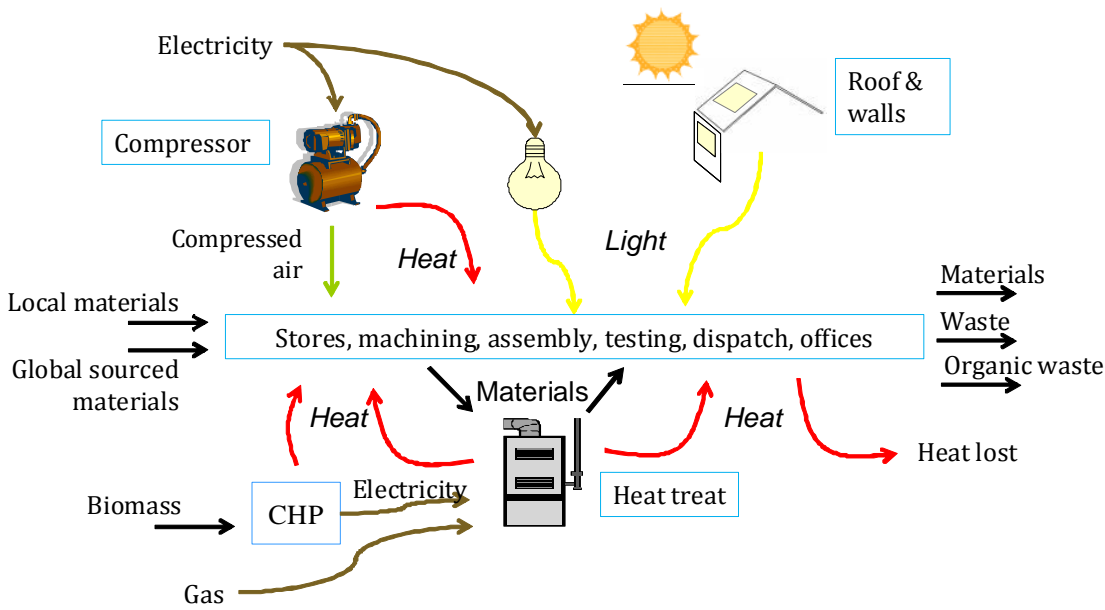 Electricity
Roof &
walls
Compressor
Compressed
air
Heat
Light
Local materials
Materials
Stores, machining, assembly, testing, dispatch, offices
Waste
Global sourced
materials
Organic waste
Materials
Heat
Heat
Heat lost
Electricity
Heat treat
Biomass
CHP
Gas